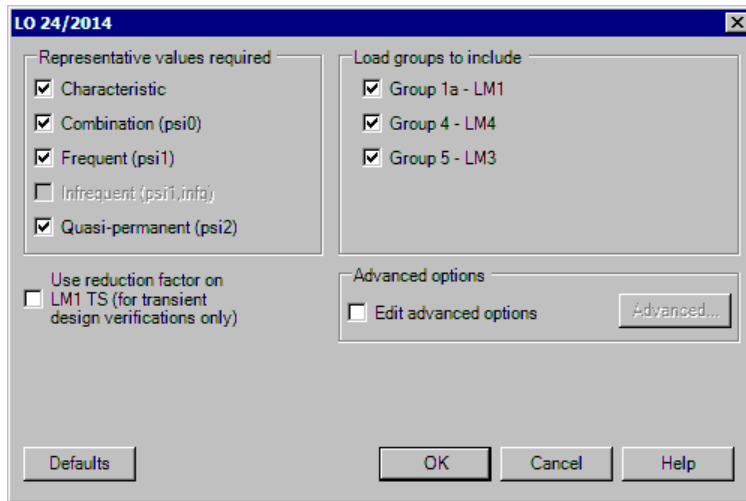 LO 24/2014
Representative values required
Characteristic
Combination (psi0)
Frequent (psi1)
Infrequent (psi1,infq)
Quasi-permanent (psi2)
Load groups to include
Group 1a - LM1
Group 4 - LM4
Group 5 - LM3
Use reduction factor on
LM1 TS (for transient
design verifications only)
Advanced options
Edit advanced options
Advanced...
Defaults
OK
Cancel
Help